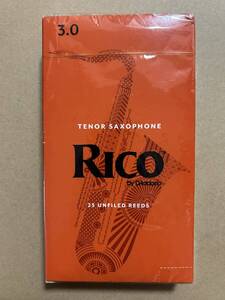 3.0
TENOR SAXOPHONE
RICO
by D'Addario
25 UNFILED REEDS